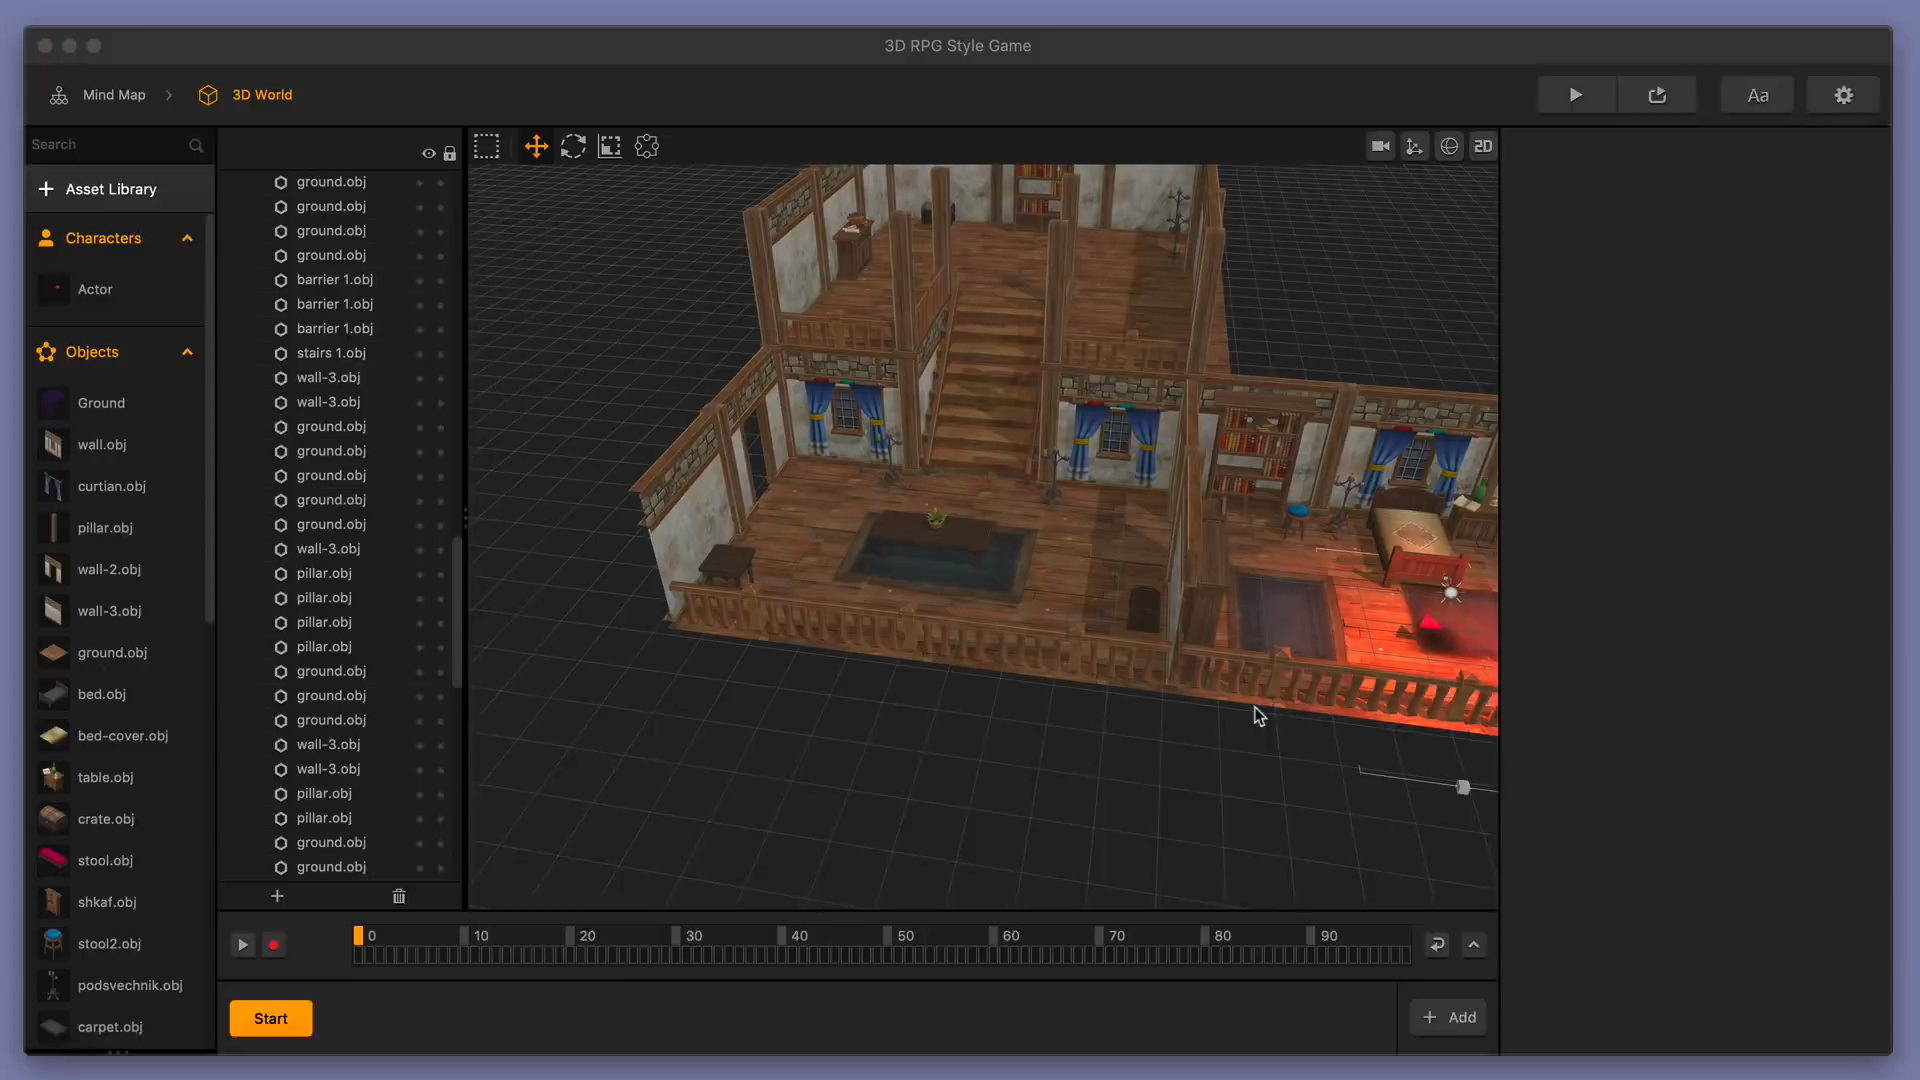 3D RPG Style Game
Mind Map
3D World
Aa
Search
2D
Asset Library
Characters
Actor
Objects
Ground
wall.obj
curtian.obj
pillar.obj
wall-2.obj
wall-3.obj
ground.obj
bed.obj
bed-cover.obj
table.obj
crate.obj
stool.obj
shkaf.obj
stool2.obj
podsvechnik.obj
carpet.obj
ground.obj
ground.obj
ground.obj
ground.obj
barrier 1.obj
barrier 1.obj
barrier 1.obj
stairs 1.obj
wall-3.obj
wall-3.obj
ground.obj
ground.obj
ground.obj
ground.obj
ground.obj
wall-3.obj
pillar.obj
pillar.obj
pillar.obj
pillar.obj
ground.obj
ground.obj
ground.obj
wall-3.obj
wall-3.obj
pillar.obj
pillar.obj
ground.obj
ground.obj
0 10 20 30 40 50 60 70 80 90
Start
Add